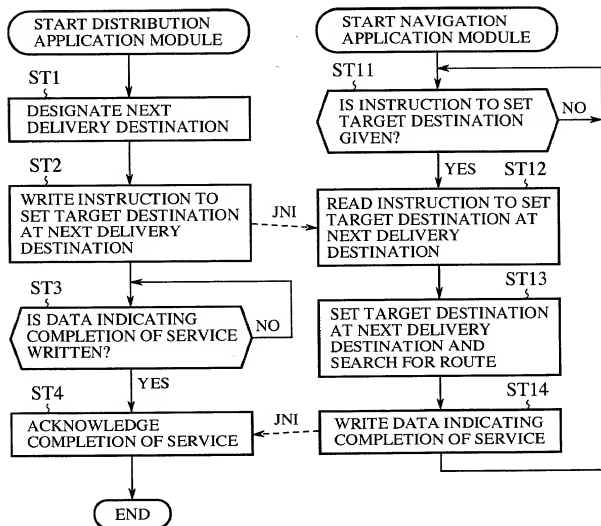 START DISTRIBUTION
APPLICATION MODULE
ST1
DESIGNATE NEXT
DELIVERY DESTINATION
ST2
WRITE INSTRUCTION TO
SET TARGET DESTINATION
AT NEXT DELIVERY
DESTINATION
JNI
ST3
IS DATA INDICATING
COMPLETION OF SERVICE
WRITTEN?
NO
YES
ST4
ACKNOWLEDGE
COMPLETION OF SERVICE
JNI
END
START NAVIGATION
APPLICATION MODULE
ST11
IS INSTRUCTION TO SET
TARGET DESTINATION
GIVEN?
NO
YES
ST12
READ INSTRUCTION TO SET
TARGET DESTINATION AT
NEXT DELIVERY
DESTINATION
ST13
SET TARGET DESTINATION
AT NEXT DELIVERY
DESTINATION AND
SEARCH FOR ROUTE
ST14
WRITE DATA INDICATING
COMPLETION OF SERVICE